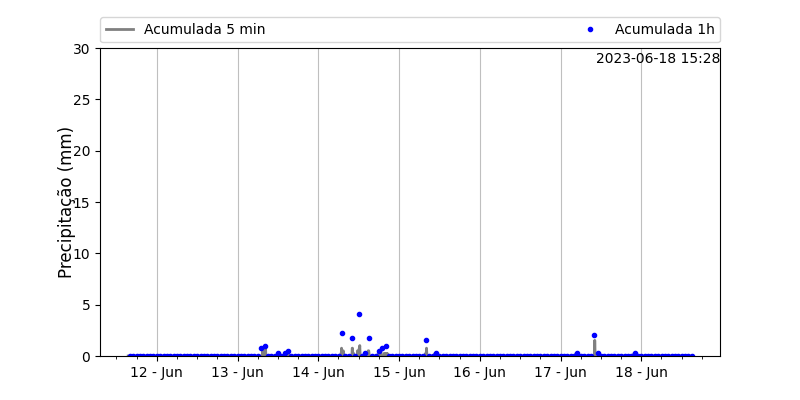 Acumulada 5 min
Acumulada 1h
2023-06-18 15:28
Precipitação (mm)
30
25
20
15
10
5
0
12 - Jun
13 - Jun
14 - Jun
15 - Jun
16 - Jun
17 - Jun
18 - Jun